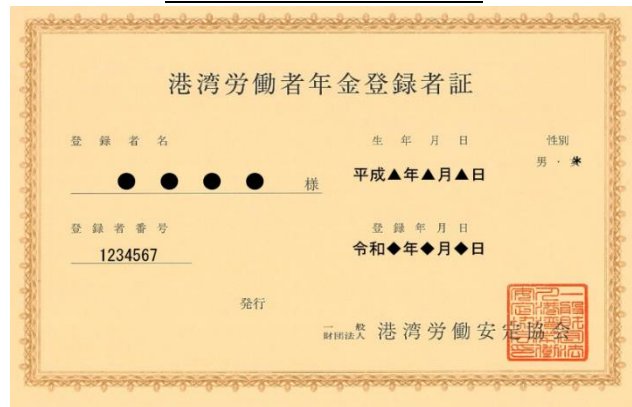 港湾労働者年金登録者証
登録者名
生年月日
性別
●●●● 様
平成▲年▲月▲日
男・
登録者番号
登録年月日
1234567
令和◆年◆月◆日
発行
一般財団法人 港湾労働安定協会